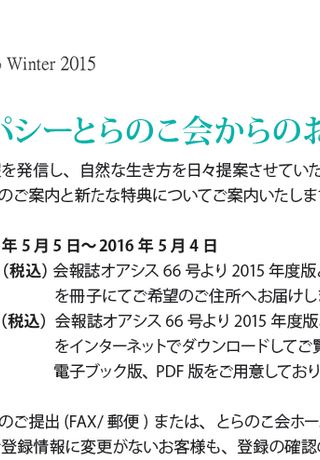 Winter 2015
パシーとらのこ会からのお
を発信し、自然な生き方を日々提案させていた
のご案内と新たな特典についてご案内いたしま
年 5 月 5 日～ 2016 年 5 月 4 日
（税込）会報誌オアシス 66 号より 2015 年度版と
を冊子にてご希望のご住所へお届けしま
（税込）会報誌オアシス 66 号より 2015 年度版
をインターネットでダウンロードしてご覧
電子ブック版、PDF 版をご用意しており
のご提出 (FAX/ 郵便 ) または、とらのこ会ホー
登録情報に変更がないお客様も、登録の確認の